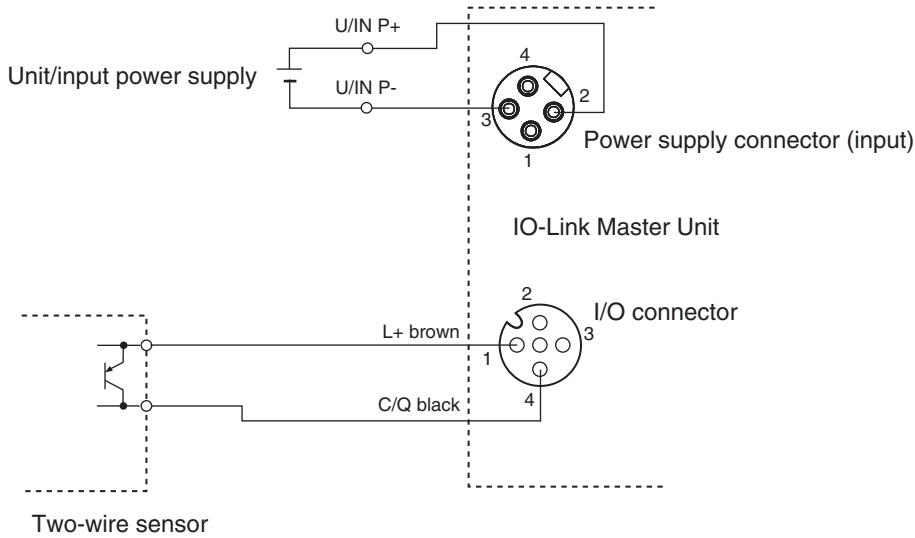 U/IN P+
Unit/input power supply
U/IN P-
4
2
3
1
Power supply connector (input)
IO-Link Master Unit
2
I/O connector
3
L+ brown
1
C/Q black
4
Two-wire sensor